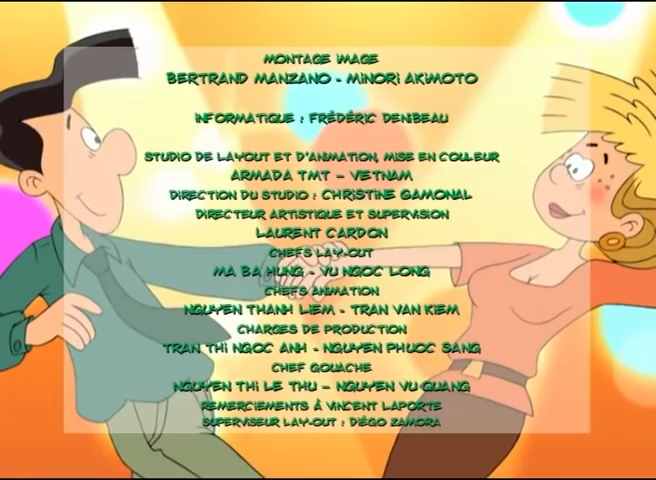 MONTAGE IMAGE
BERTRAND MANZANO - MINORI AKIMOTO
INFORMATIQUE : FRÉDÉRIC DENIBEAU
STUDIO DE LAYOUT ET D'ANIMATION, MISE EN COULEUR
ARMADA TMT – VETNAM
DIRECTION DU STUDIO : CHRISTINE GAMONAL
DIRECTEUR ARTISTIQUE ET SUPERVISION
LAURENT CARDON
CHEFS LAY-OUT
MA BA HUNG - VU NGOC LONG
CHEFS ANIMATION
NGUYEN THANH LIEM - TRAN VAN KIEM
CHARGES DE PRODUCTION
TRAN THI NGOC ANH - NGUYEN PHUOC SANG
CHEF GOUACHE
NGUYEN THI LE THU – NGUYEN VU QUANG
REMERCIEMENTS À VINCENT LAPORTE
SUPERVISEUR LAY-OUT : DIÉGO ZAMORA